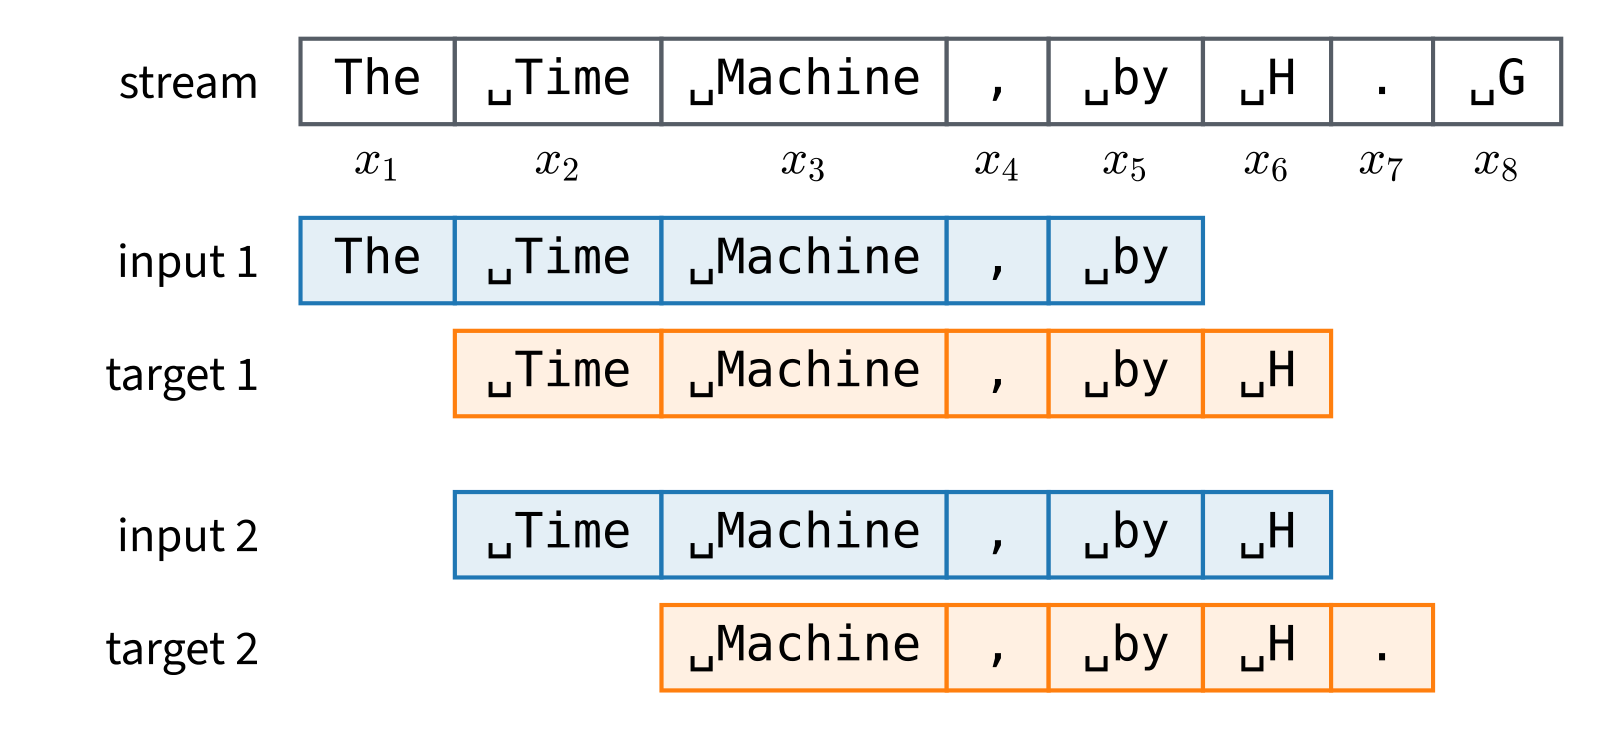 stream The ␣Time ␣Machine , ␣by ␣H . ␣G
x₁ x₂ x₃ x₄ x₅ x₆ x₇ x₈
input 1 The ␣Time ␣Machine , ␣by
target 1 ␣Time ␣Machine , ␣by ␣H
input 2 ␣Time ␣Machine , ␣by ␣H
target 2 ␣Machine , ␣by ␣H .